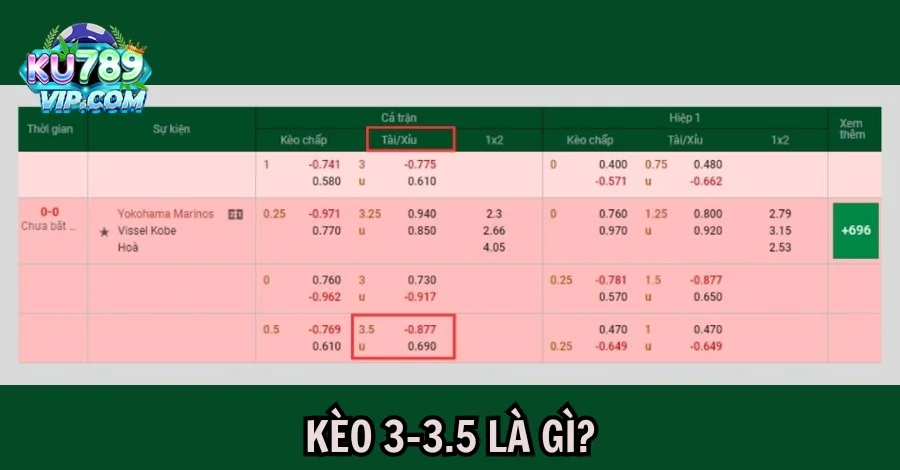 KU789
VIP.COM
Thời gian Sự kiện Cả trận Hiệp 1 Xem thêm
Kèo chấp Tài/Xỉu 1x2 Kèo chấp Tài/Xỉu 1x2
1 -0.741 3 -0.775 0 0.400 0.75 0.480
0.580 u 0.610 -0.571 u -0.662
0-0 Yokohama Marinos 0.25 -0.971 3.25 0.940 2.3 0 0.760 1.25 0.800 2.79
Chưa bắt ... Vissel Kobe 0.770 u 0.850 2.66 0.970 u 0.920 3.15 +696
Hoà 4.05 2.53
0 0.760 3 0.730 0.25 -0.781 1.5 -0.877
-0.962 u -0.917 0.570 u 0.650
0.5 -0.769 3.5 -0.877 0.470 1 0.470
0.610 u 0.690 0.25 -0.649 u -0.649
KÈO 3-3.5 LÀ GÌ?